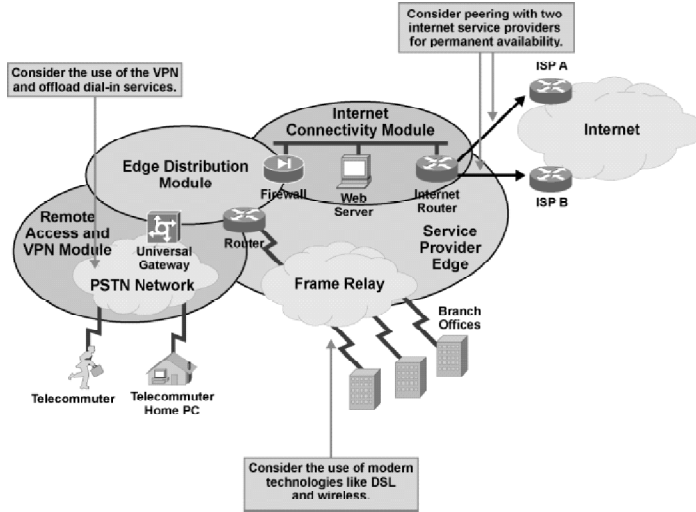 Consider peering with two
internet service providers
for permanent availability.
Consider the use of the VPN
and offload dial-in services.
ISP A
Internet
Connectivity Module
Internet
Edge Distribution
Module
Firewall
Web
Server
Internet
Router
ISP B
Remote
Access and
VPN Module
Universal
Gateway
Router
Service
Provider
Edge
PSTN Network
Frame Relay
Branch
Offices
Telecommuter
Telecommuter
Home PC
Consider the use of modern
technologies like DSL
and wireless.